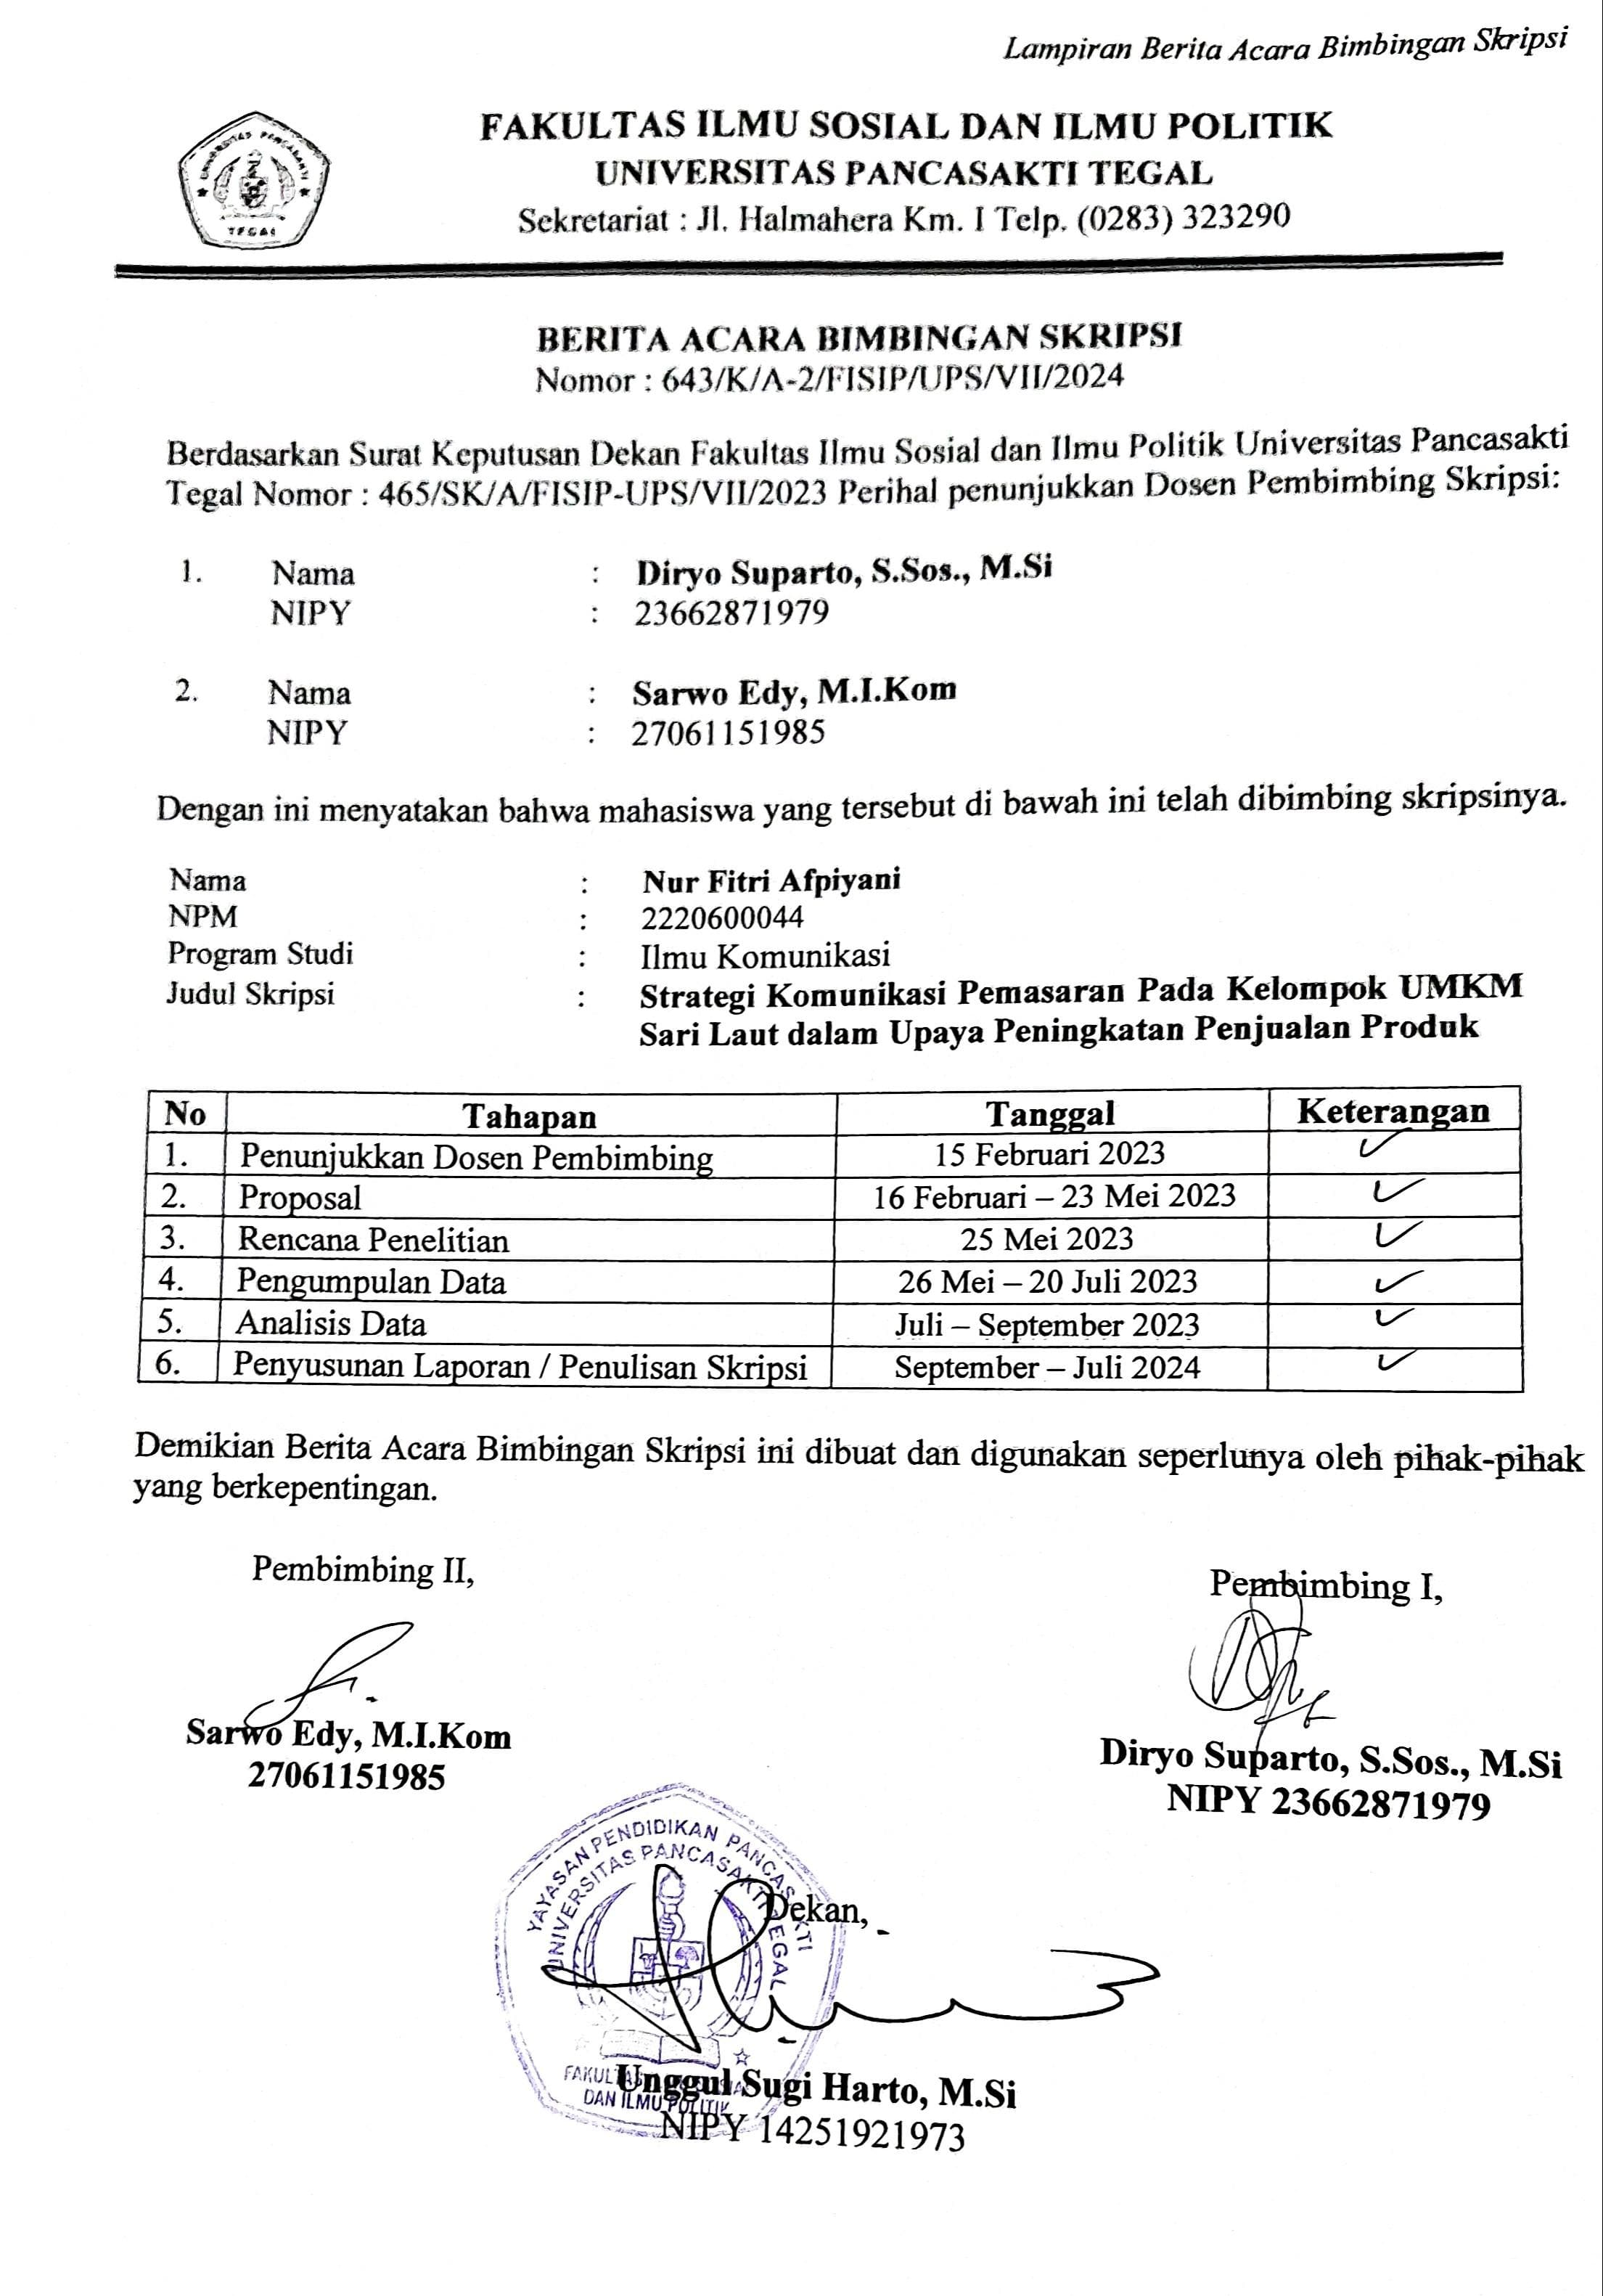 Lampiran Berita Acara Bimbingan Skripsi
UNIVERSITAS PANCASAKTI
TEGAL
FAKULTAS ILMU SOSIAL DAN ILMU POLITIK
UNIVERSITAS PANCASAKTI TEGAL
Sekretariat : Jl. Halmahera Km. I Telp. (0283) 323290
BERITA ACARA BIMBINGAN SKRIPSI
Nomor : 643/K/A-2/FISIP/UPS/VII/2024
Berdasarkan Surat Keputusan Dekan Fakultas Ilmu Sosial dan Ilmu Politik Universitas Pancasakti
Tegal Nomor : 465/SK/A/FISIP-UPS/VII/2023 Perihal penunjukkan Dosen Pembimbing Skripsi:
1. Nama : Diryo Suparto, S.Sos., M.Si
NIPY : 23662871979
2. Nama : Sarwo Edy, M.I.Kom
NIPY : 27061151985
Dengan ini menyatakan bahwa mahasiswa yang tersebut di bawah ini telah dibimbing skripsinya.
Nama : Nur Fitri Afpiyani
NPM : 2220600044
Program Studi : Ilmu Komunikasi
Judul Skripsi : Strategi Komunikasi Pemasaran Pada Kelompok UMKM
Sari Laut dalam Upaya Peningkatan Penjualan Produk
No Tahapan Tanggal Keterangan
1. Penunjukkan Dosen Pembimbing 15 Februari 2023 ✓
2. Proposal 16 Februari – 23 Mei 2023 ✓
3. Rencana Penelitian 25 Mei 2023 ✓
4. Pengumpulan Data 26 Mei – 20 Juli 2023 ✓
5. Analisis Data Juli – September 2023 ✓
6. Penyusunan Laporan / Penulisan Skripsi September – Juli 2024 ✓
Demikian Berita Acara Bimbingan Skripsi ini dibuat dan digunakan seperlunya oleh pihak-pihak
yang berkepentingan.
Pembimbing II,
Sarwo Edy, M.I.Kom
27061151985
Pembimbing I,
Diryo Suparto, S.Sos., M.Si
NIPY 23662871979
YAYASAN PENDIDIKAN PANCASAKTI
UNIVERSITAS PANCASAKTI TEGAL
Dekan,
FAKULTAS
DAN ILMU POLITIK
Unggul Sugi Harto, M.Si
NIPY 14251921973